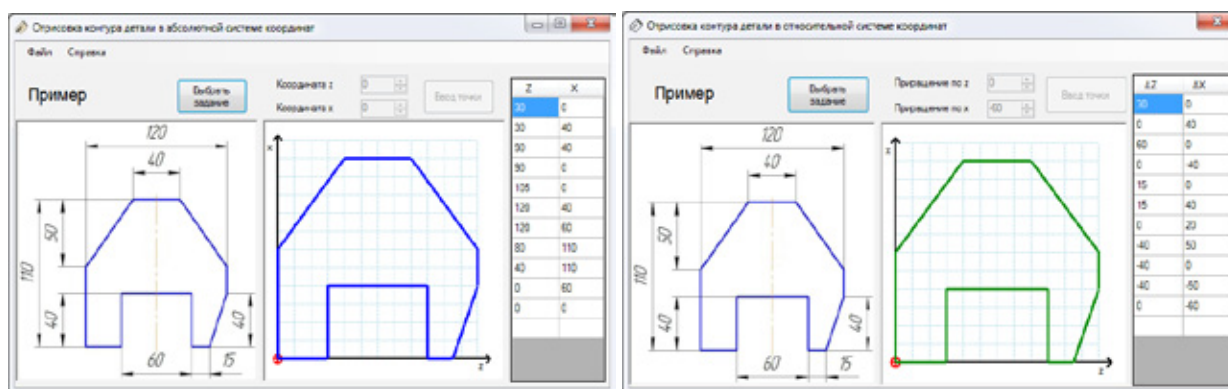 Отрисовка контура детали в абсолютной системе координат
Файл Справка
Пример
Выбрать задание
Координата z 0
Координата x 0
Ввод точки
120
40
110
50
40
40
60
15
x
z
Z X
30 0
30 40
90 40
90 0
105 0
120 40
120 60
80 110
40 110
0 60
0 0
Отрисовка контура детали в относительной системе координат
Файл Справка
Пример
Выбрать задание
Приращение по z 0
Приращение по x -60
Ввод точки
120
40
110
50
40
40
60
15
z
z
ΔZ ΔX
30 0
0 40
60 0
0 -40
15 0
15 40
0 20
-40 50
-40 0
-40 -50
0 -60